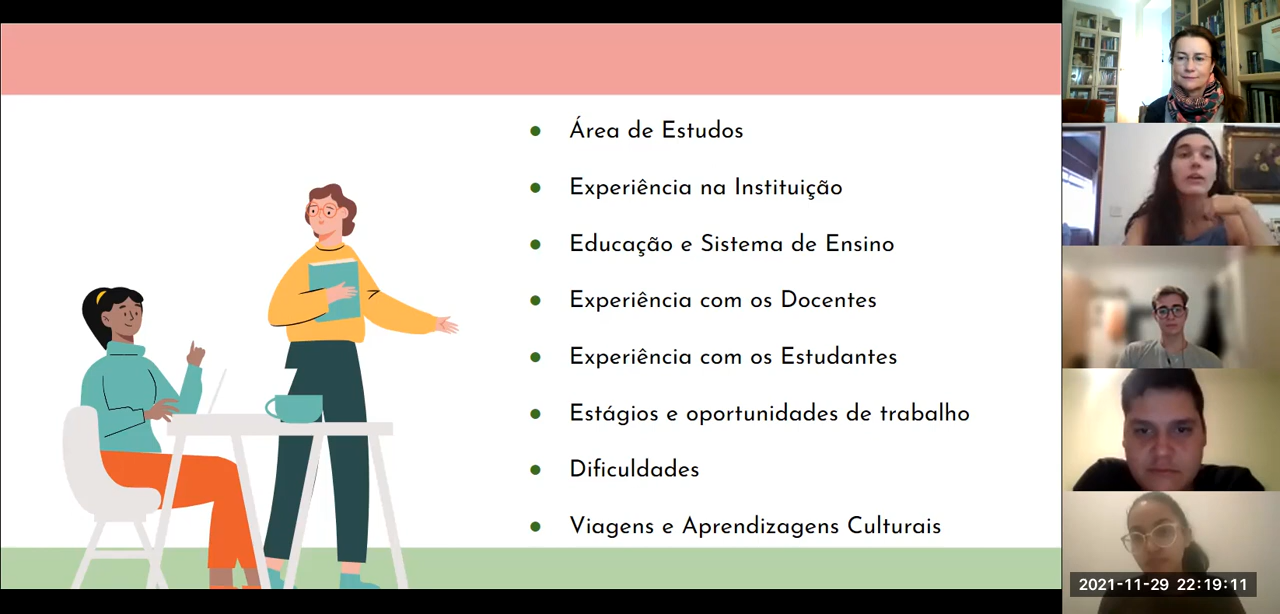 Área de Estudos
Experiência na Instituição
Educação e Sistema de Ensino
Experiência com os Docentes
Experiência com os Estudantes
Estágios e oportunidades de trabalho
Dificuldades
Viagens e Aprendizagens Culturais
2021-11-29 22:19:11